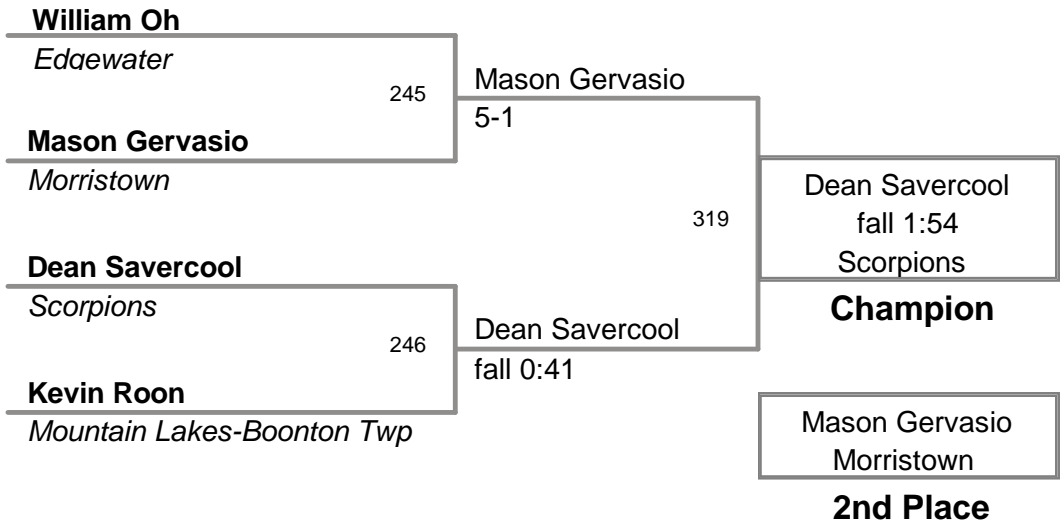 William Oh
Edgewater
245
Mason Gervasio
5-1
Mason Gervasio
Morristown
319
Dean Savercool
fall 1:54
Scorpions
Champion
Dean Savercool
Scorpions
246
Dean Savercool
fall 0:41
Kevin Roon
Mountain Lakes-Boonton Twp
Mason Gervasio
Morristown
2nd Place